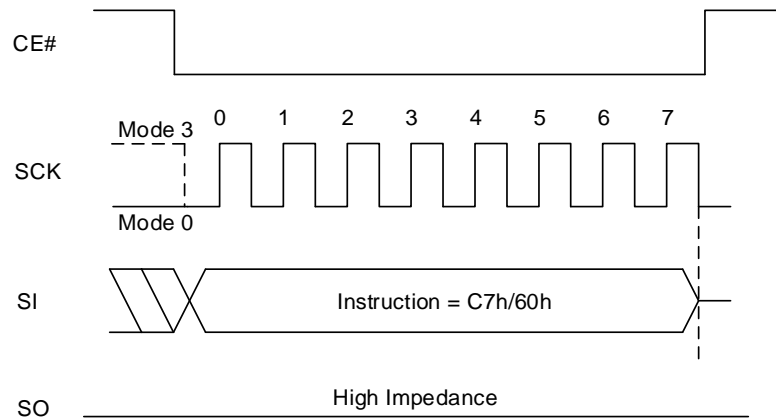 CE#
Mode 3 0 1 2 3 4 5 6 7
SCK
Mode 0
SI Instruction = C7h/60h
SO High Impedance